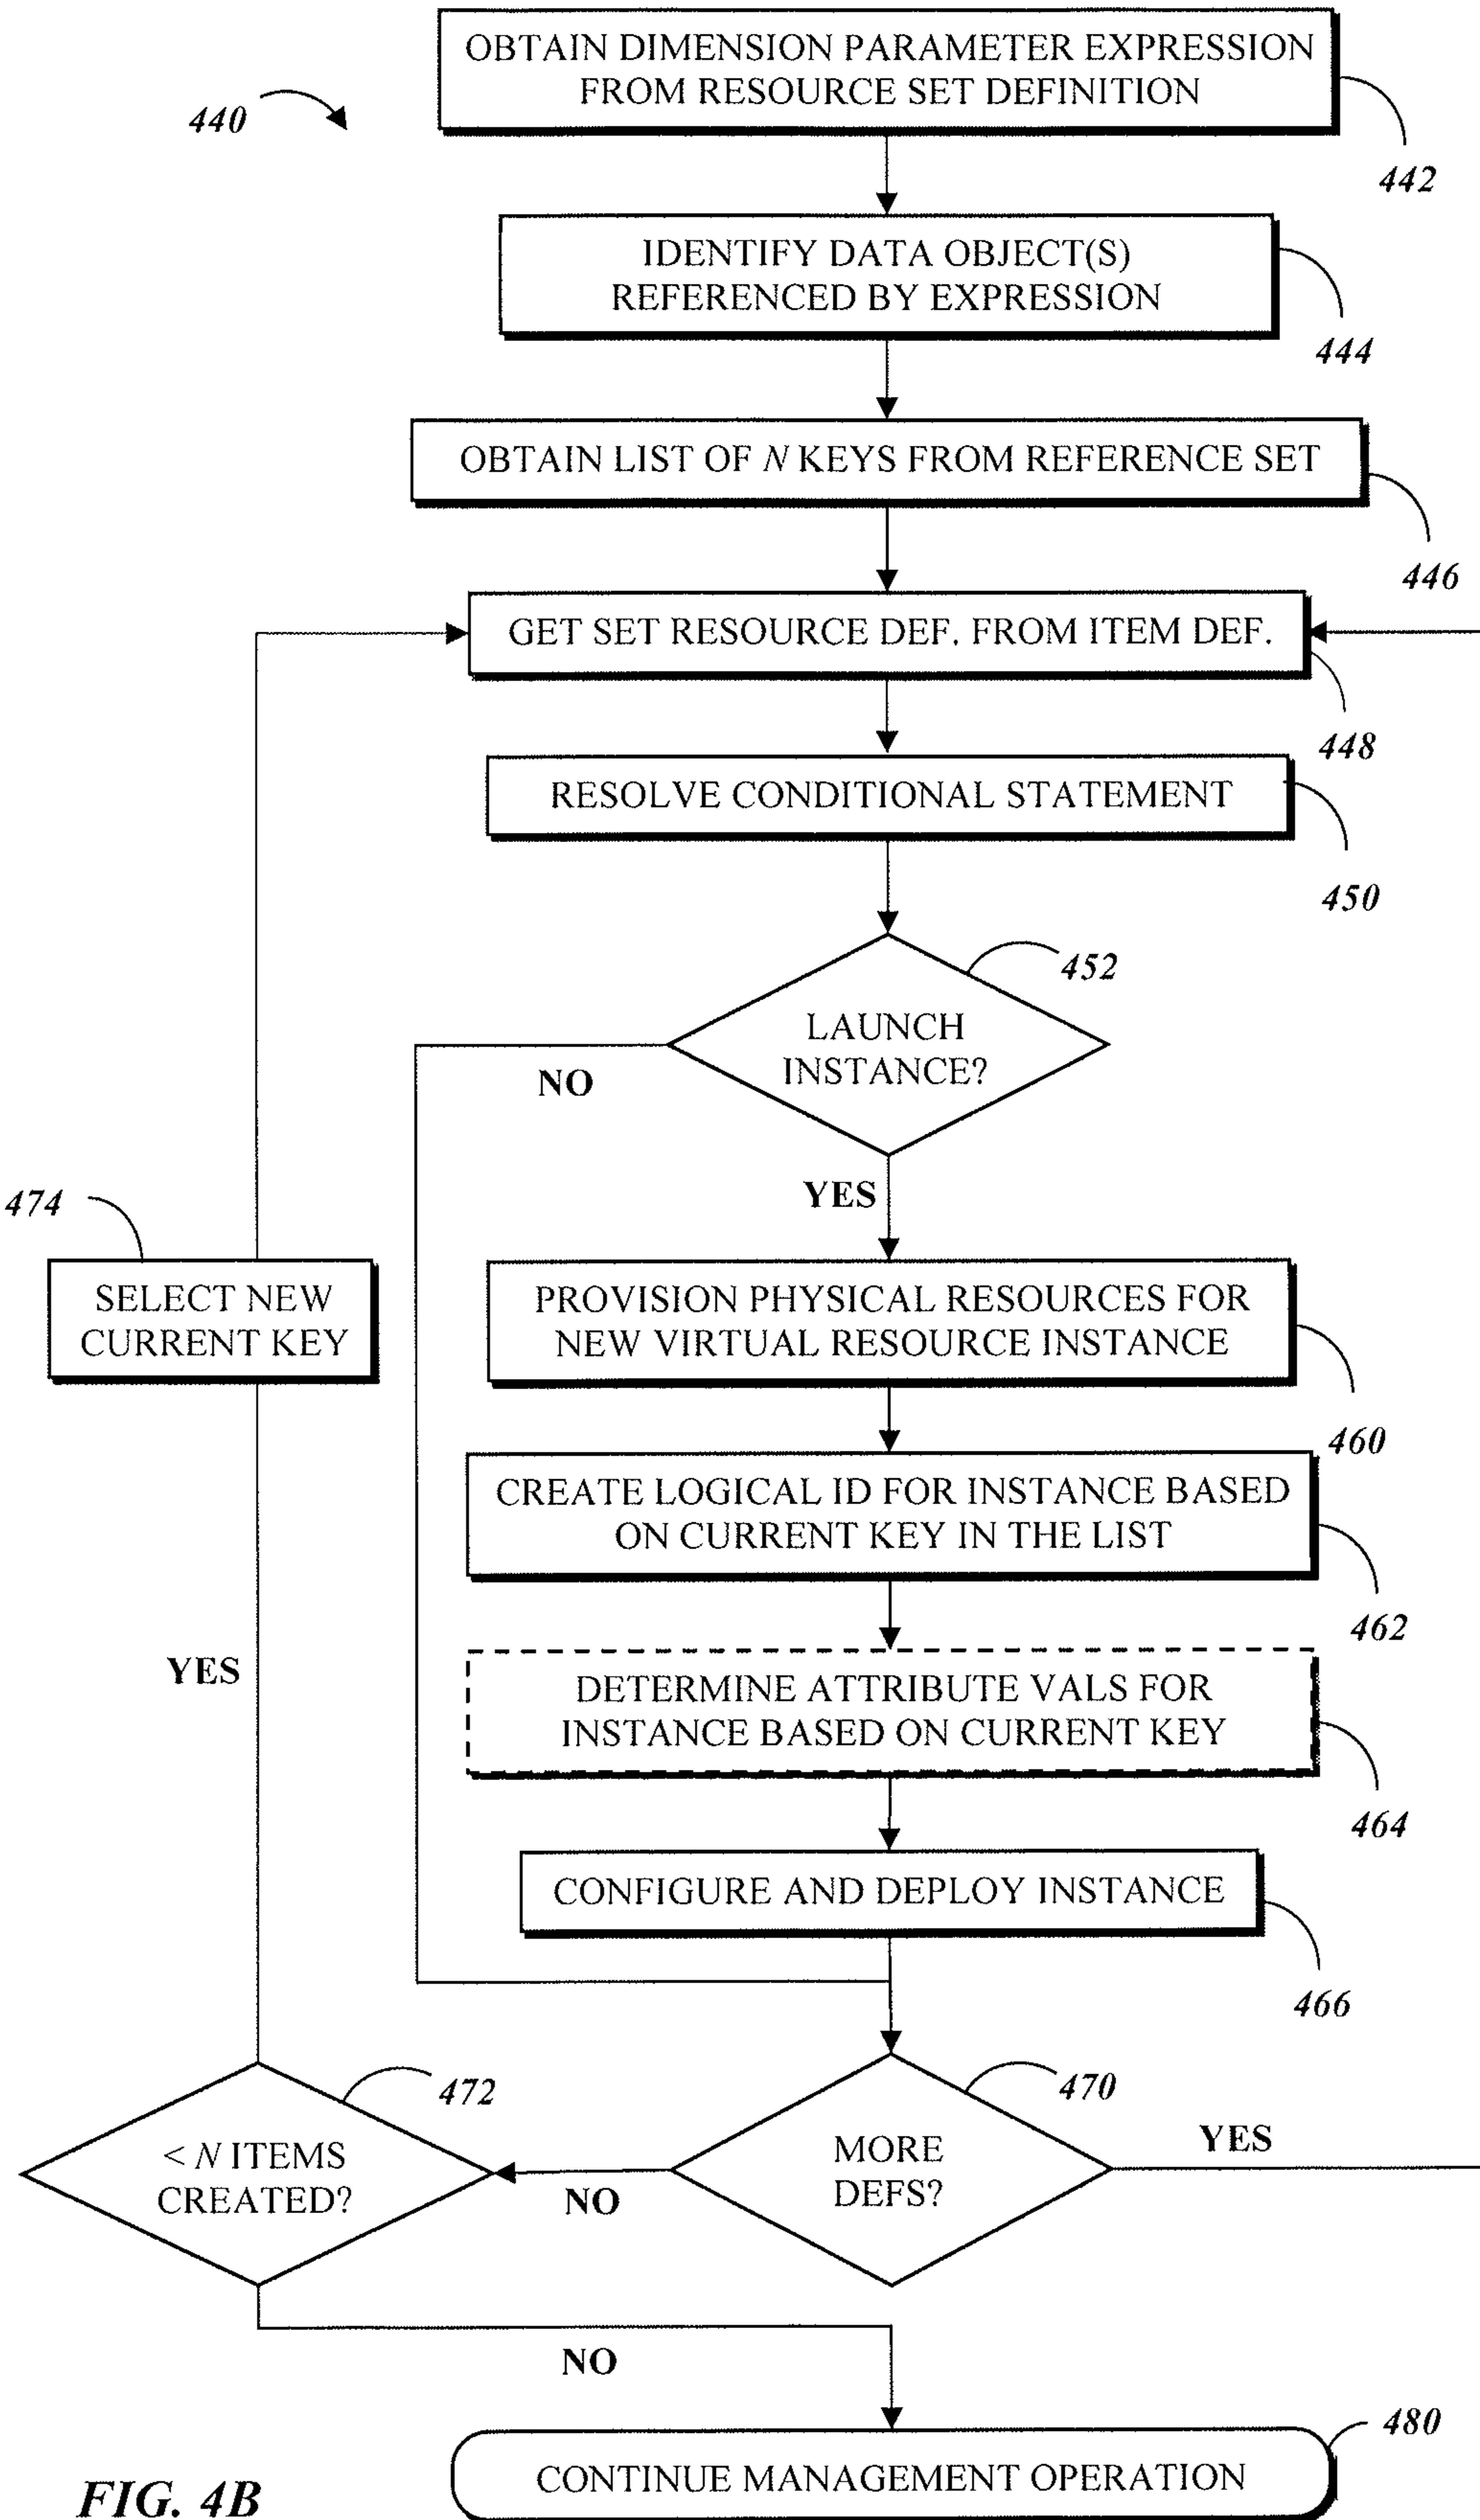 OBTAIN DIMENSION PARAMETER EXPRESSION
FROM RESOURCE SET DEFINITION
440
442
IDENTIFY DATA OBJECT(S)
REFERENCED BY EXPRESSION
444
OBTAIN LIST OF N KEYS FROM REFERENCE SET
446
GET SET RESOURCE DEF. FROM ITEM DEF.
448
RESOLVE CONDITIONAL STATEMENT
450
452
LAUNCH
INSTANCE?
NO
YES
474
SELECT NEW
CURRENT KEY
PROVISION PHYSICAL RESOURCES FOR
NEW VIRTUAL RESOURCE INSTANCE
460
CREATE LOGICAL ID FOR INSTANCE BASED
ON CURRENT KEY IN THE LIST
462
YES
DETERMINE ATTRIBUTE VALS FOR
INSTANCE BASED ON CURRENT KEY
464
CONFIGURE AND DEPLOY INSTANCE
466
472
470
< N ITEMS
CREATED?
NO
MORE
DEFS?
YES
NO
480
CONTINUE MANAGEMENT OPERATION
FIG. 4B